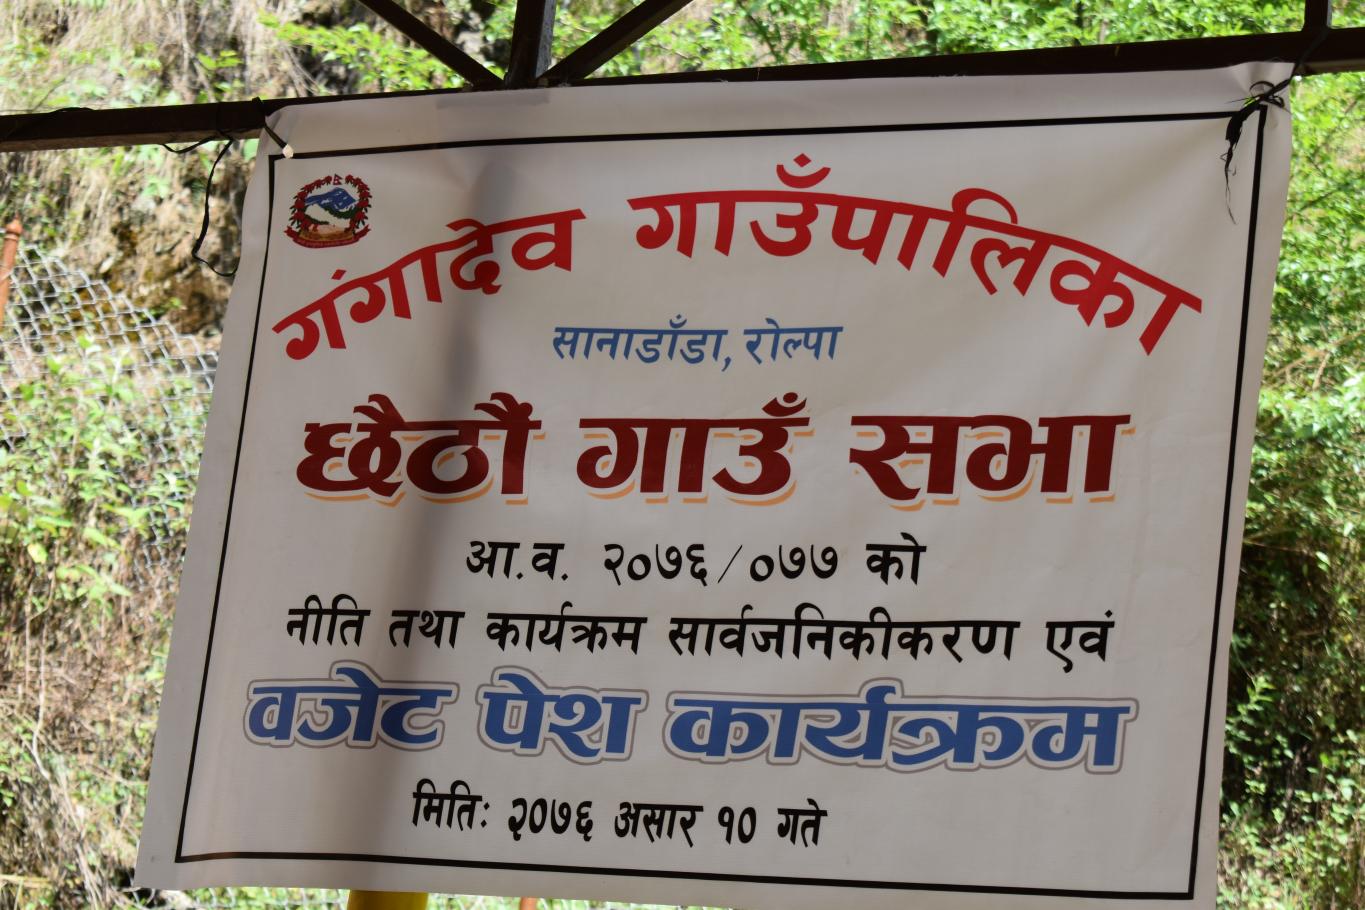 गंगादेव गाउँपालिका
सानाडाँडा, रोल्पा
छैठौं गाउँ सभा
आ.व. २०७६/०७७ को
नीति तथा कार्यक्रम सार्वजनिकीकरण एवं
वजेट पेश कार्यक्रम
मितिः २०७६ असार १० गते